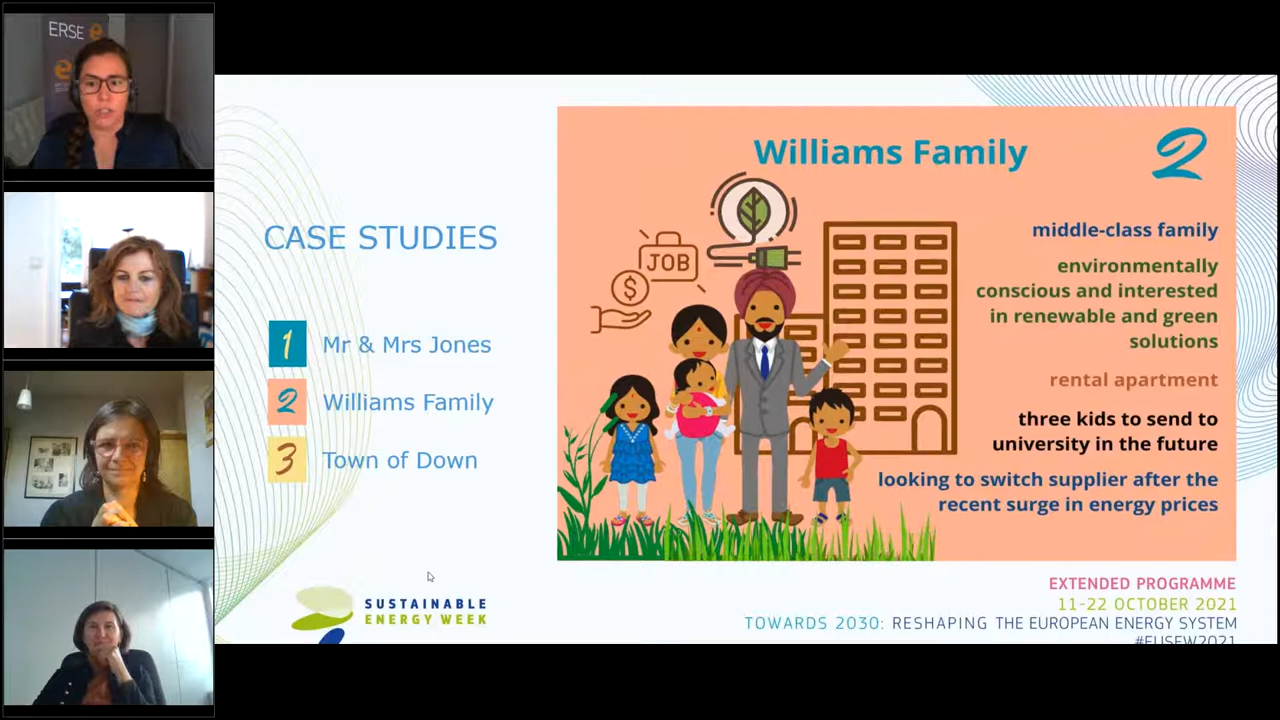 ERSE
CASE STUDIES
1 Mr & Mrs Jones
2 Williams Family
3 Town of Down
Williams Family 2
JOB
$
middle-class family
environmentally
conscious and interested
in renewable and green
solutions
rental apartment
three kids to send to
university in the future
looking to switch supplier after the
recent surge in energy prices
SUSTAINABLE
ENERGY WEEK
EXTENDED PROGRAMME
11-22 OCTOBER 2021
TOWARDS 2030: RESHAPING THE EUROPEAN ENERGY SYSTEM
#EUSEW2021